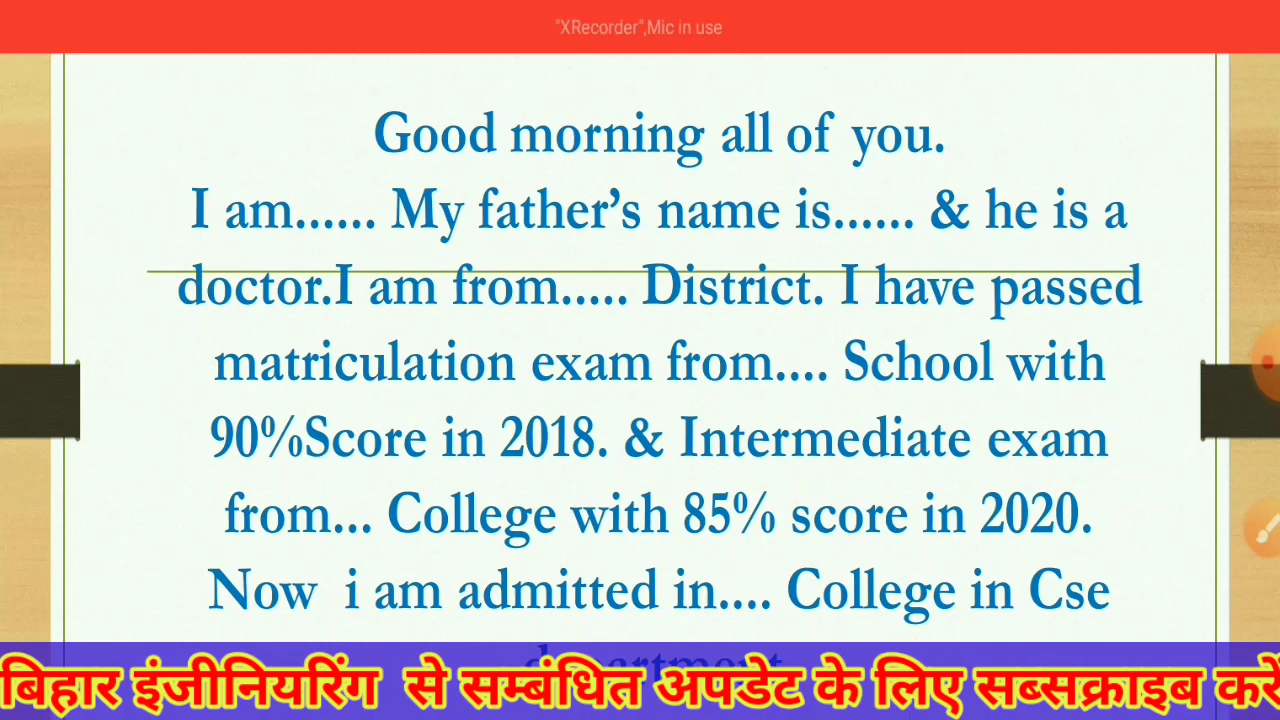 "XRecorder",Mic in use
Good morning all of you.
I am...... My father's name is...... & he is a
doctor.I am from..... District. I have passed
matriculation exam from.... School with
90%Score in 2018. & Intermediate exam
from... College with 85% score in 2020.
Now i am admitted in.... College in Cse
department.
बिहार इंजीनियरिंग से सम्बंधित अपडेट के लिए सब्सक्राइब करें